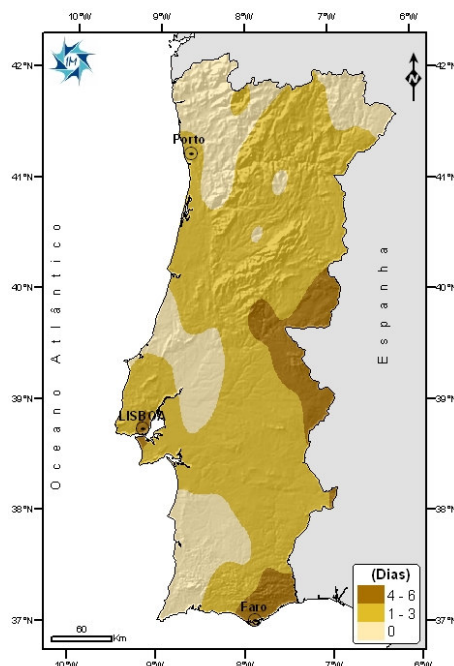 IM
10°W 9°W 8°W 7°W 6°W
42°N 42°N
Porto
41°N 41°N
Oceano Atlântico
Espanha
40°N 40°N
39°N 39°N
LISBOA
38°N 38°N
(Dias)
4 - 6
1 - 3
0
Faro
37°N 37°N
60
Km
10°W 9°W 8°W 7°W 6°W
N